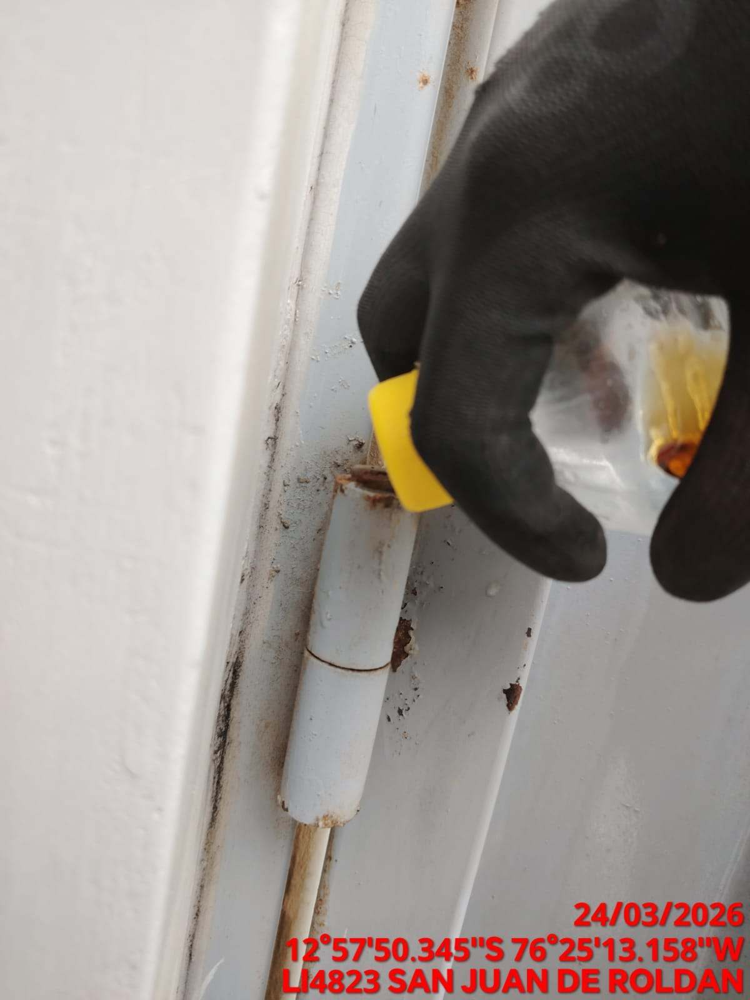 24/03/2026
12°57'50.345"S 76°25'13.158"W
LI4823 SAN JUAN DE ROLDAN